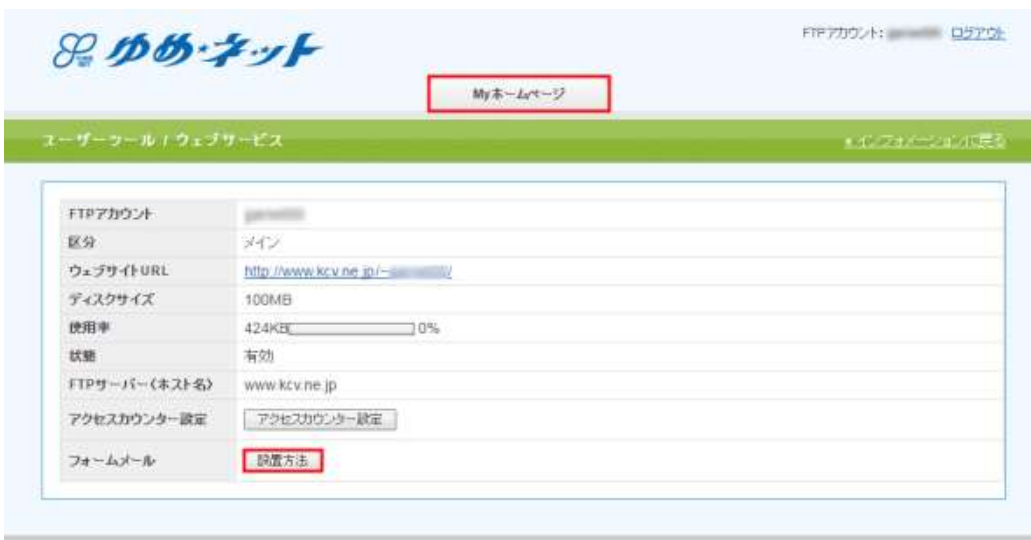 ゆめ・ネット
FTPアカウント: ログアウト
Myホームページ
ユーザーツール / ウェブサービス
インフォメーションに戻る
FTPアカウント
区分 メイン
ウェブサイトURL http://www.kcv.ne.jp/~ /
ディスクサイズ 100MB
使用率 424KB 0%
状態 有効
FTPサーバー(ホスト名) www.kcv.ne.jp
アクセスカウンター設定 アクセスカウンター設定
フォームメール 設置方法